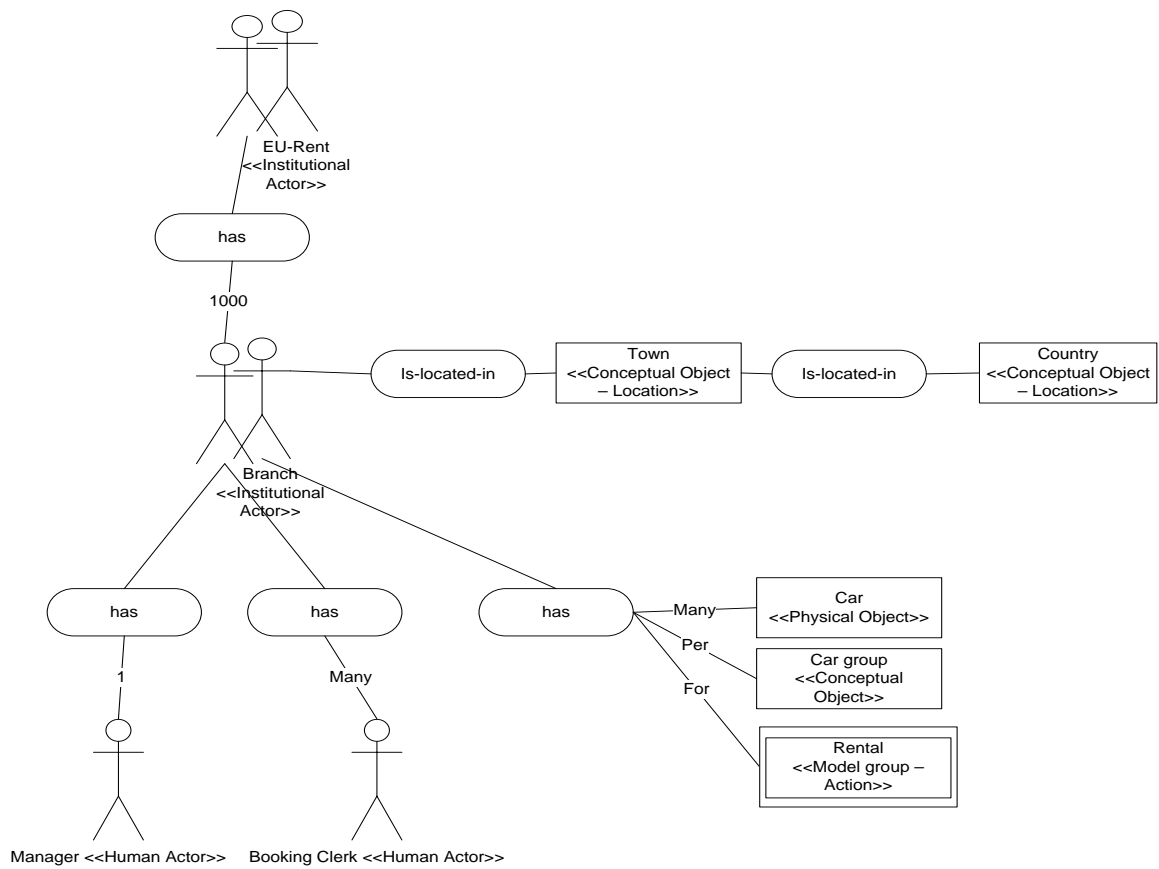 EU-Rent
<<Institutional
Actor>>
has
1000
Is-located-in
Town
<<Conceptual Object
– Location>>
Is-located-in
Country
<<Conceptual Object
– Location>>
Branch
<<Institutional
Actor>>
has
has
has
Many
Car
<<Physical Object>>
Per
Car group
<<Conceptual
Object>>
For
Rental
<<Model group –
Action>>
1
Many
Manager <<Human Actor>>
Booking Clerk <<Human Actor>>